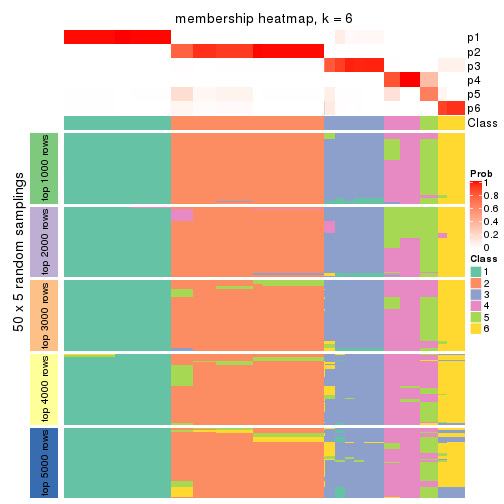 membership heatmap, k = 6
p1
p2
p3
p4
p5
p6
Class
50 x 5 random samplings
top 1000 rows
top 2000 rows
top 3000 rows
top 4000 rows
top 5000 rows
Prob
1
0.8
0.6
0.4
0.2
0
Class
1
2
3
4
5
6